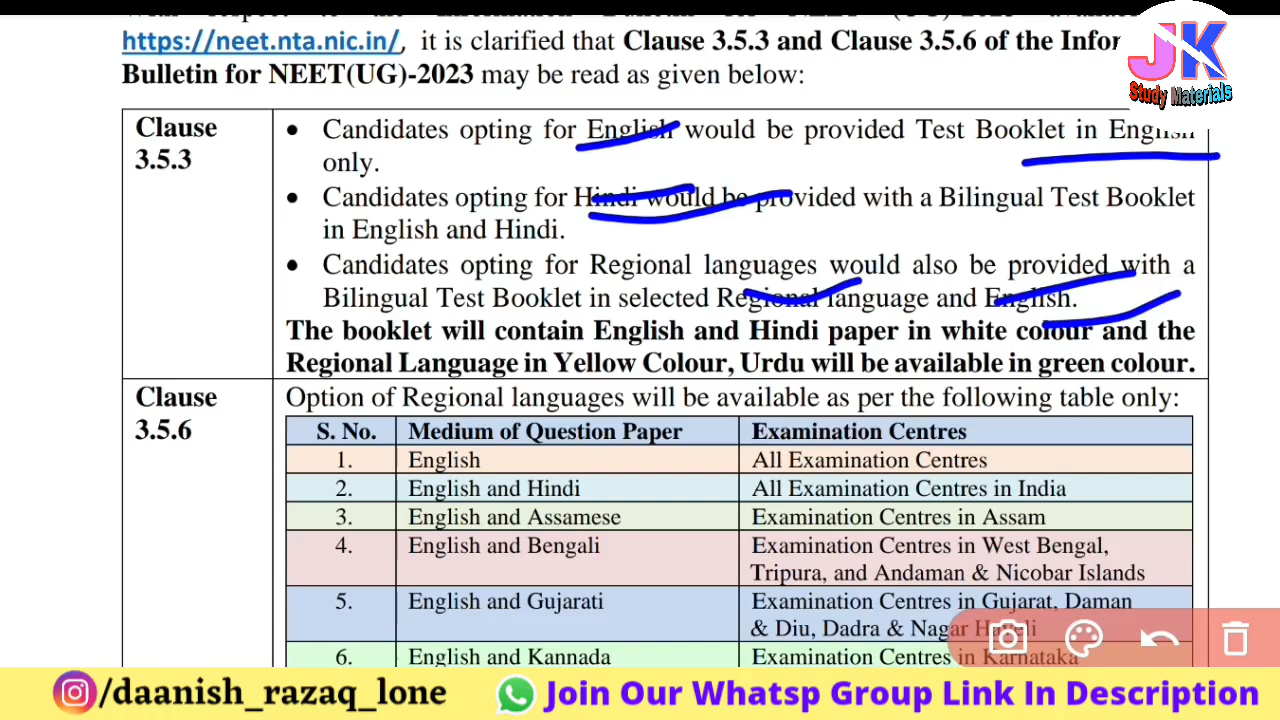 https://neet.nta.nic.in/, it is clarified that Clause 3.5.3 and Clause 3.5.6 of the
Bulletin for NEET(UG)-2023 may be read as given below:
JK
Study Materials
Clause
3.5.3
• Candidates opting for English would be provided Test Booklet in English
only.
• Candidates opting for Hindi would be provided with a Bilingual Test Booklet
in English and Hindi.
• Candidates opting for Regional languages would also be provided with a
Bilingual Test Booklet in selected Regional language and English.
The booklet will contain English and Hindi paper in white colour and the
Regional Language in Yellow Colour, Urdu will be available in green colour.
Clause
3.5.6
Option of Regional languages will be available as per the following table only:
S. No. Medium of Question Paper Examination Centres
1. English All Examination Centres
2. English and Hindi All Examination Centres in India
3. English and Assamese Examination Centres in Assam
4. English and Bengali Examination Centres in West Bengal,
Tripura, and Andaman & Nicobar Islands
5. English and Gujarati Examination Centres in Gujarat, Daman
& Diu, Dadra & Nagar Haveli
6. English and Kannada Examination Centres in Karnataka
/daanish_razaq_lone
Join Our Whatsp Group Link In Description